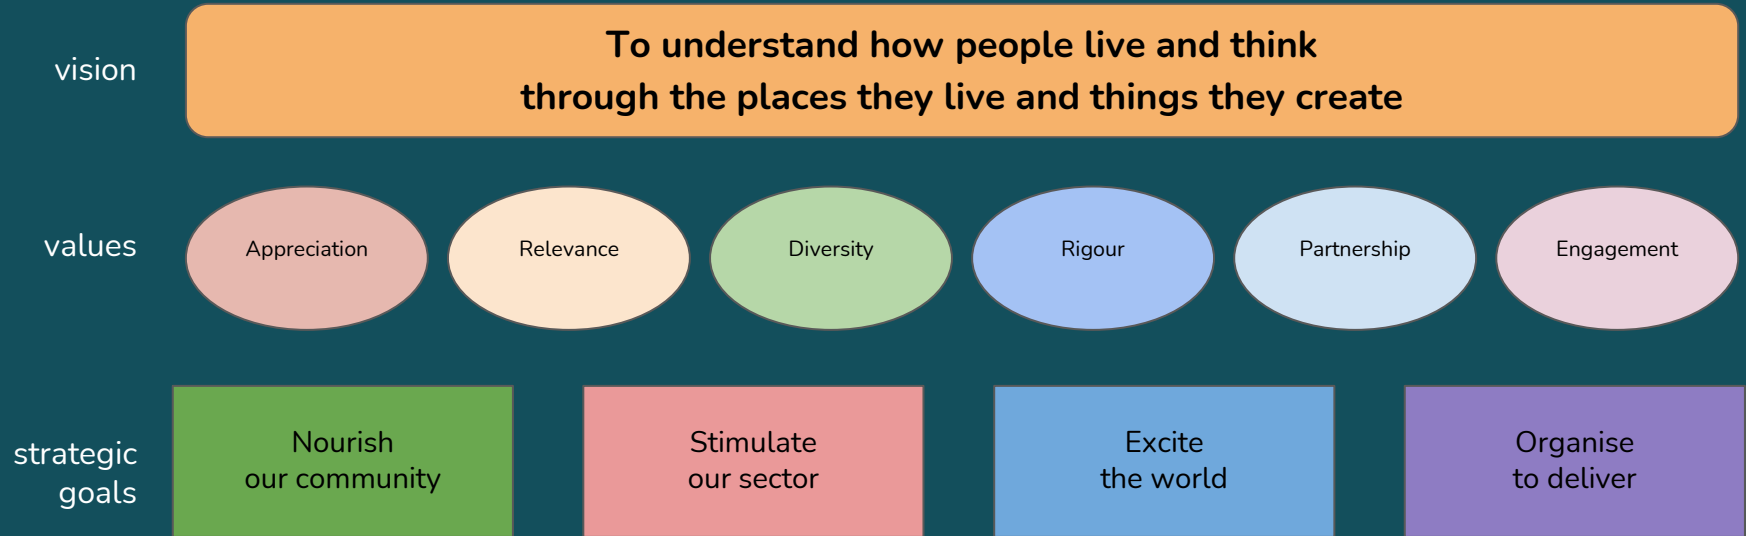 vision
To understand how people live and think
through the places they live and things they create
values
Appreciation
Relevance
Diversity
Rigour
Partnership
Engagement
strategic
goals
Nourish
our community
Stimulate
our sector
Excite
the world
Organise
to deliver